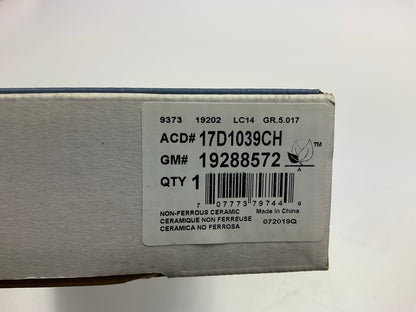 9373 19202 LC14 GR.5.017
ACD# 17D1039CH
GM# 19288572 TM
QTY 1 A
7 07773 79744 0
NON-FERROUS CERAMIC Made In China
CERAMIQUE NON FERREUSE 072019Q
CERAMICA NO FERROSA